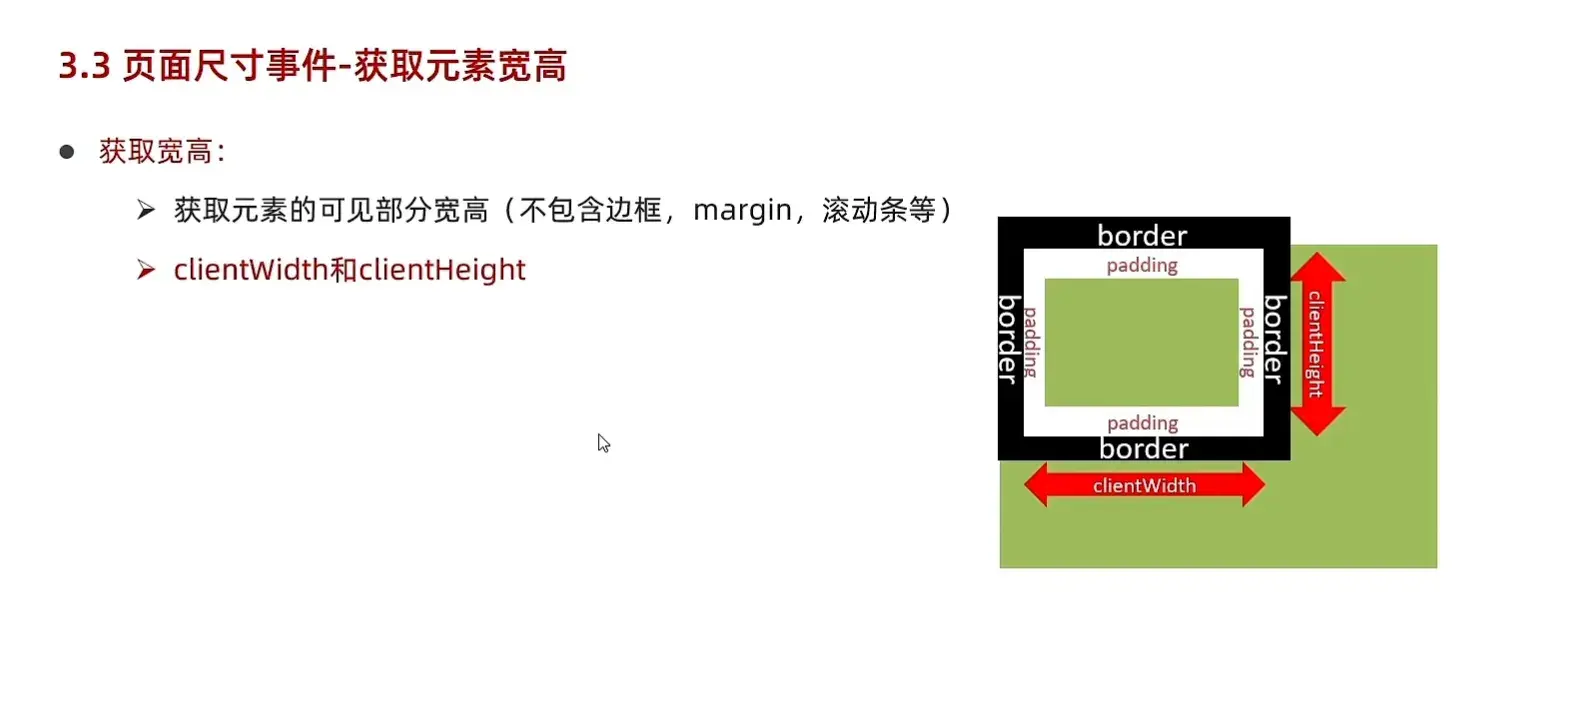 3.3 页面尺寸事件-获取元素宽高
● 获取宽高：
➢ 获取元素的可见部分宽高（不包含边框，margin，滚动条等）
➢ clientWidth和clientHeight
border
padding
border
padding
padding
border
clientHeight
padding
border
clientWidth